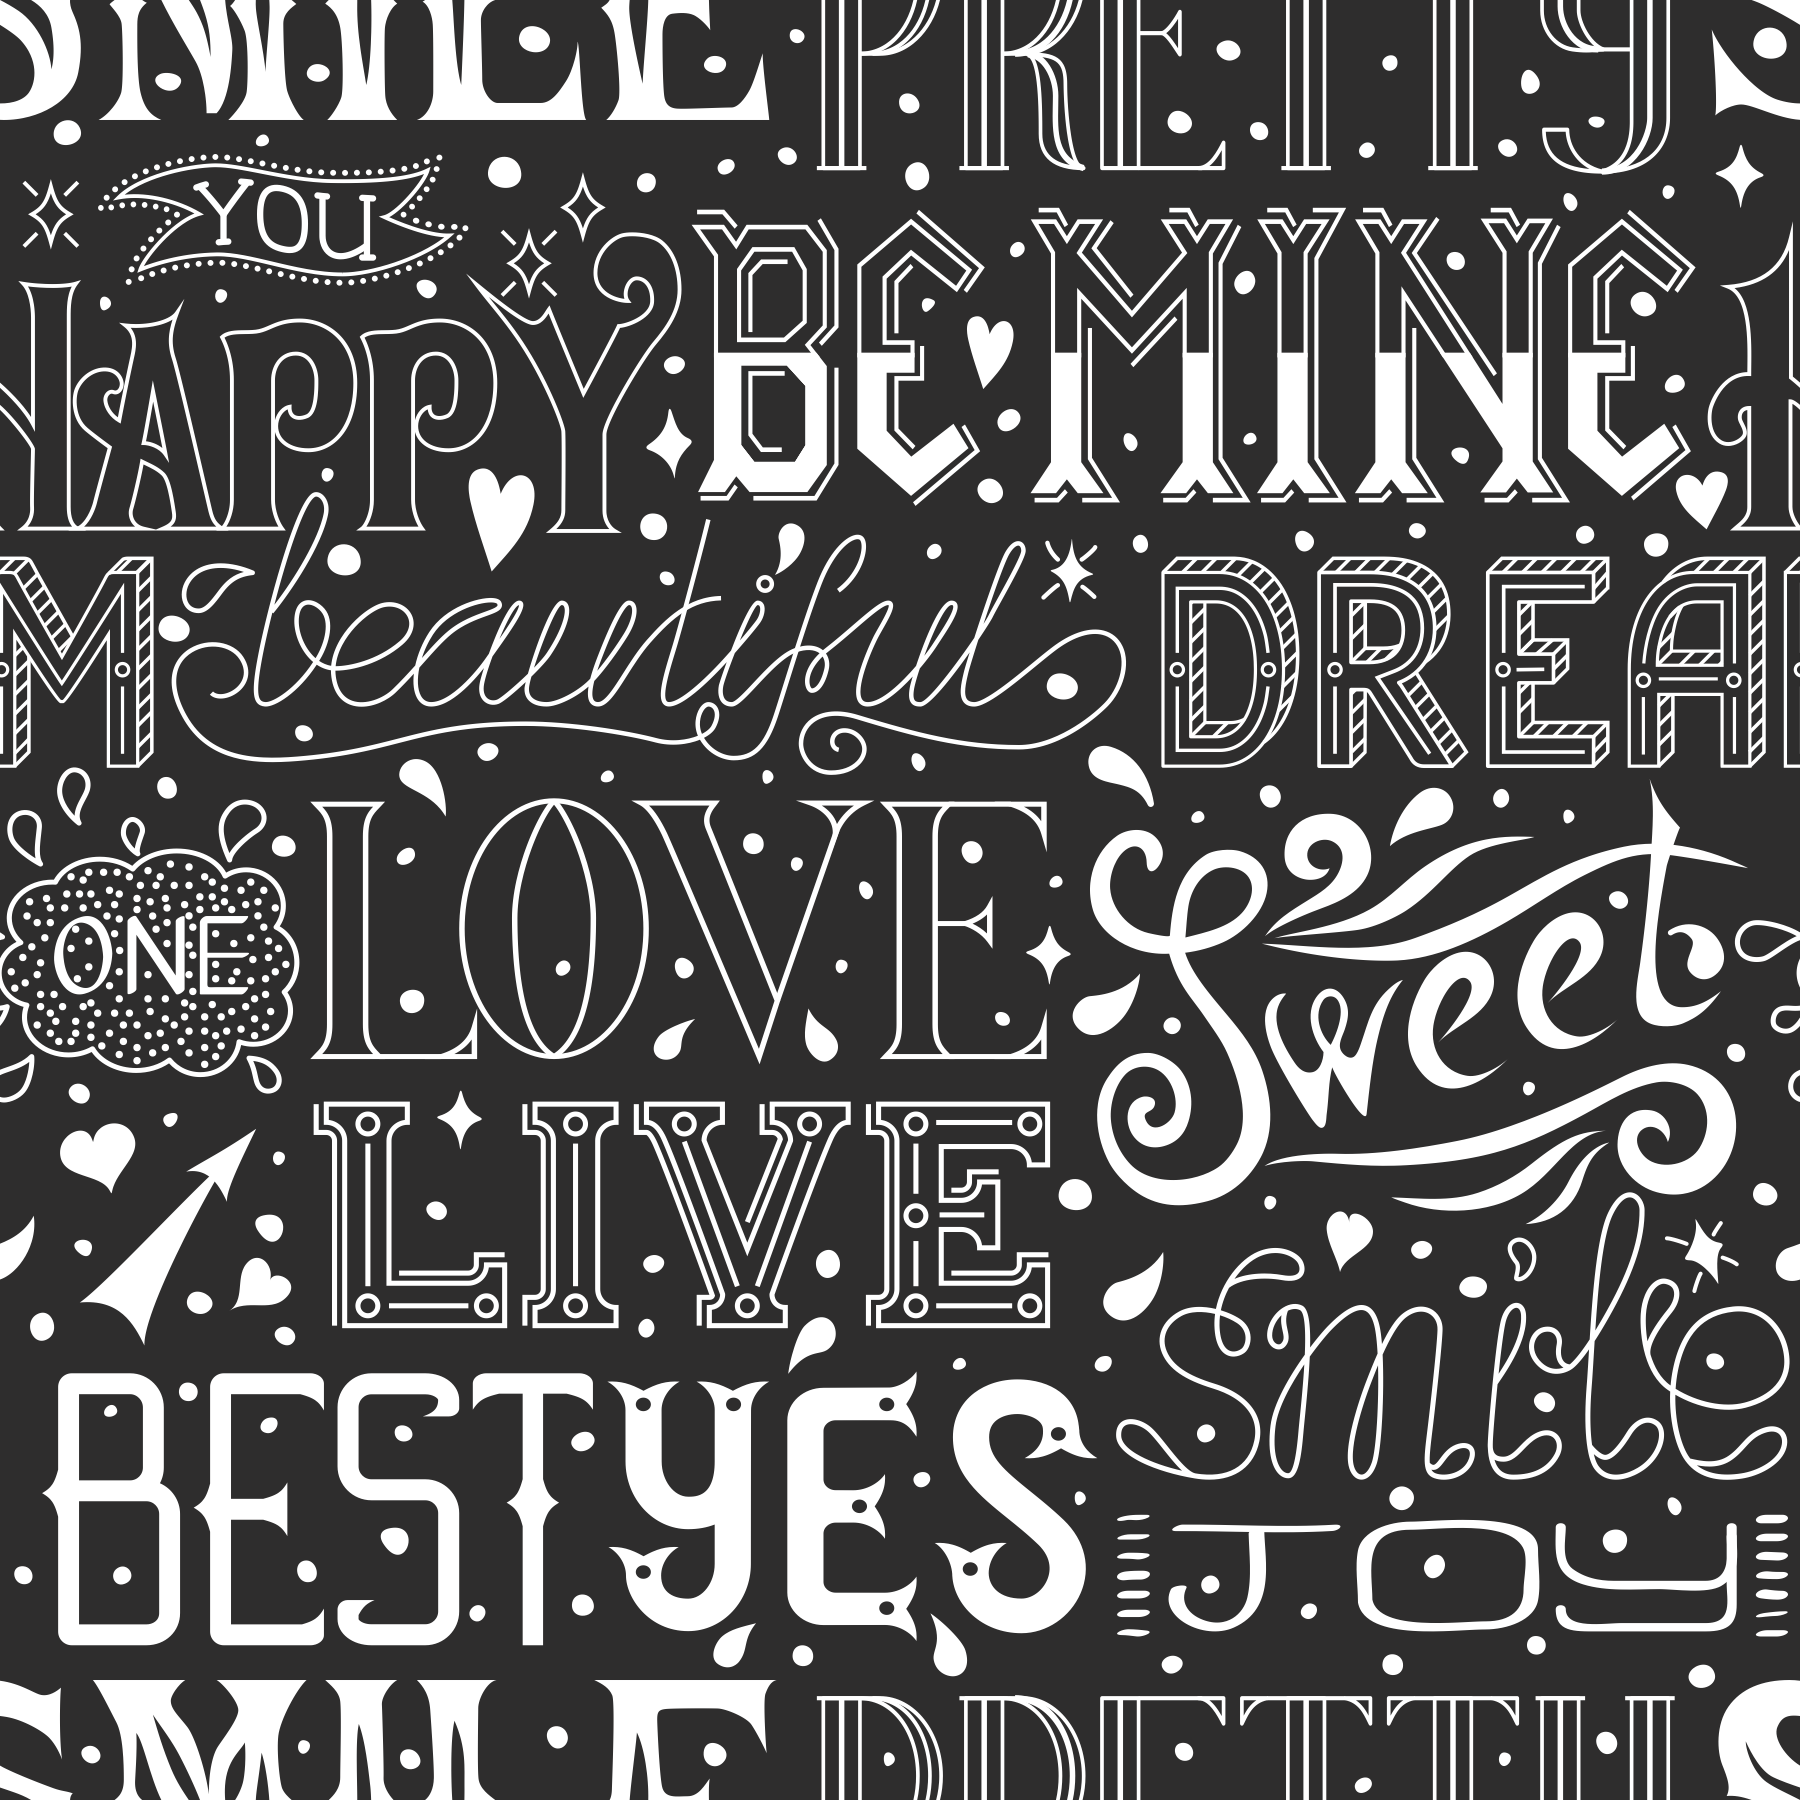 SMILE PRETTY
YOU
HAPPY
BE MINE
beautiful
DREAM
ONE
LOVE
Sweet
LIVE
Smile
BEST
YES
JOY
SMILE PRETTY